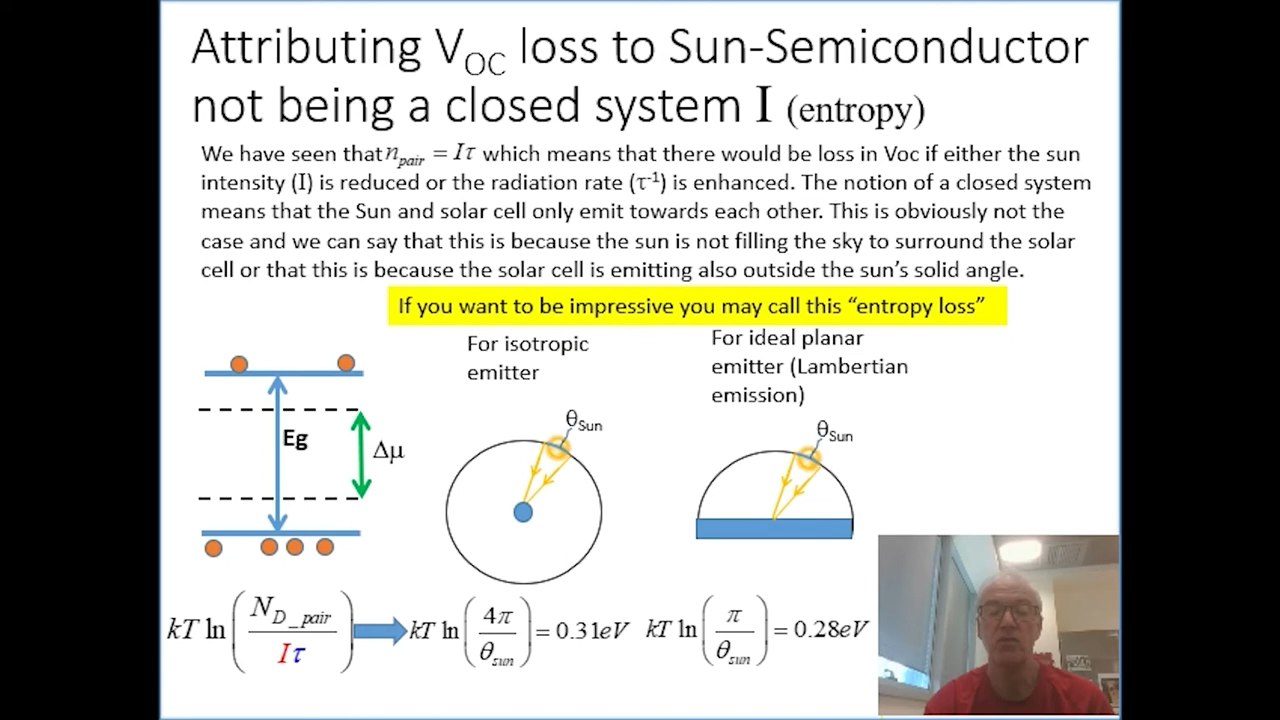 Attributing V_OC loss to Sun-Semiconductor
not being a closed system I (entropy)
We have seen that n_pair = Iτ which means that there would be loss in Voc if either the sun
intensity (I) is reduced or the radiation rate (τ⁻¹) is enhanced. The notion of a closed system
means that the Sun and solar cell only emit towards each other. This is obviously not the
case and we can say that this is because the sun is not filling the sky to surround the solar
cell or that this is because the solar cell is emitting also outside the sun's solid angle.
If you want to be impressive you may call this “entropy loss”
For isotropic
emitter
For ideal planar
emitter (Lambertian
emission)
Eg
Δμ
θ_Sun
θ_Sun
kT ln(N_D_pair / Iτ)
kT ln(4π / θ_sun) = 0.31eV
kT ln(π / θ_sun) = 0.28eV